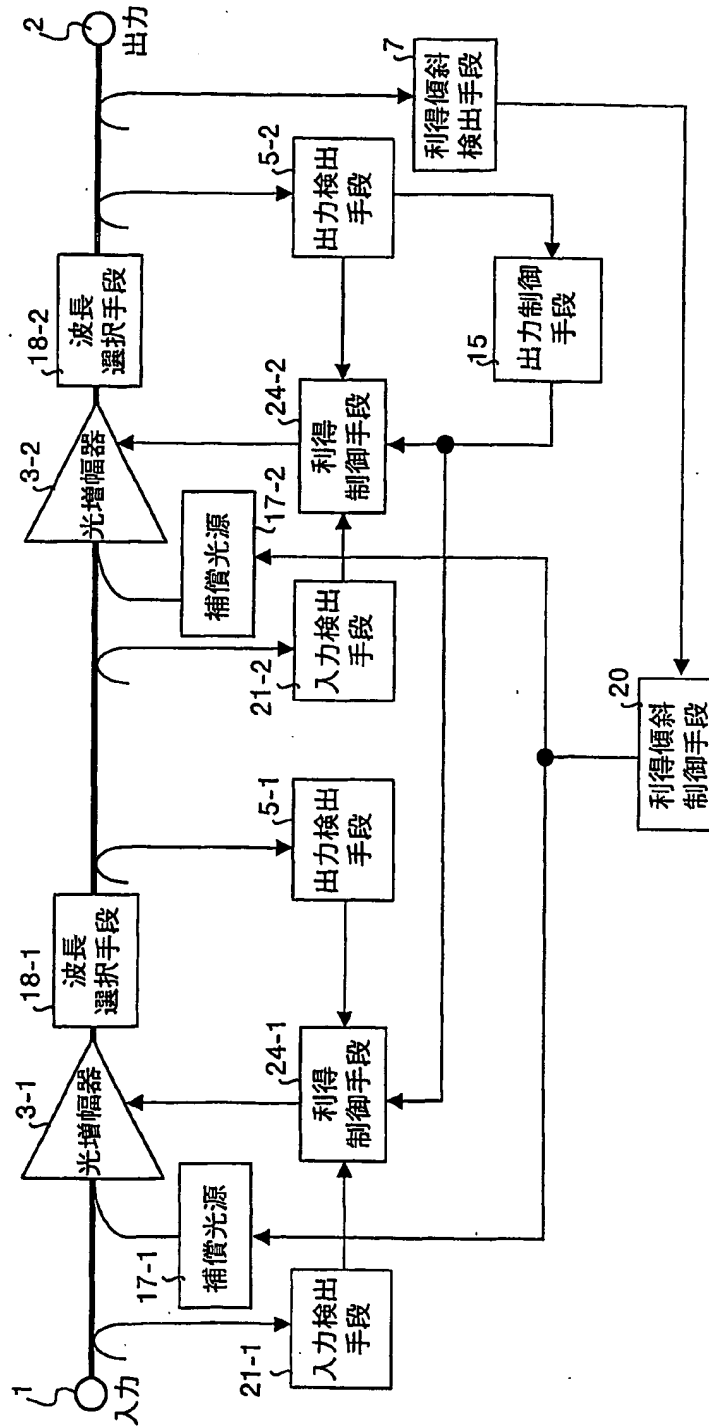 1
入力
21-1
入力検出
手段
17-1
補償光源
3-1
光増幅器
24-1
利得
制御手段
18-1
波長
選択手段
5-1
出力検出
手段
21-2
入力検出
手段
17-2
補償光源
3-2
光増幅器
24-2
利得
制御手段
18-2
波長
選択手段
5-2
出力検出
手段
15
出力制御
手段
7
利得傾斜
検出手段
20
利得傾斜
制御手段
2
出力